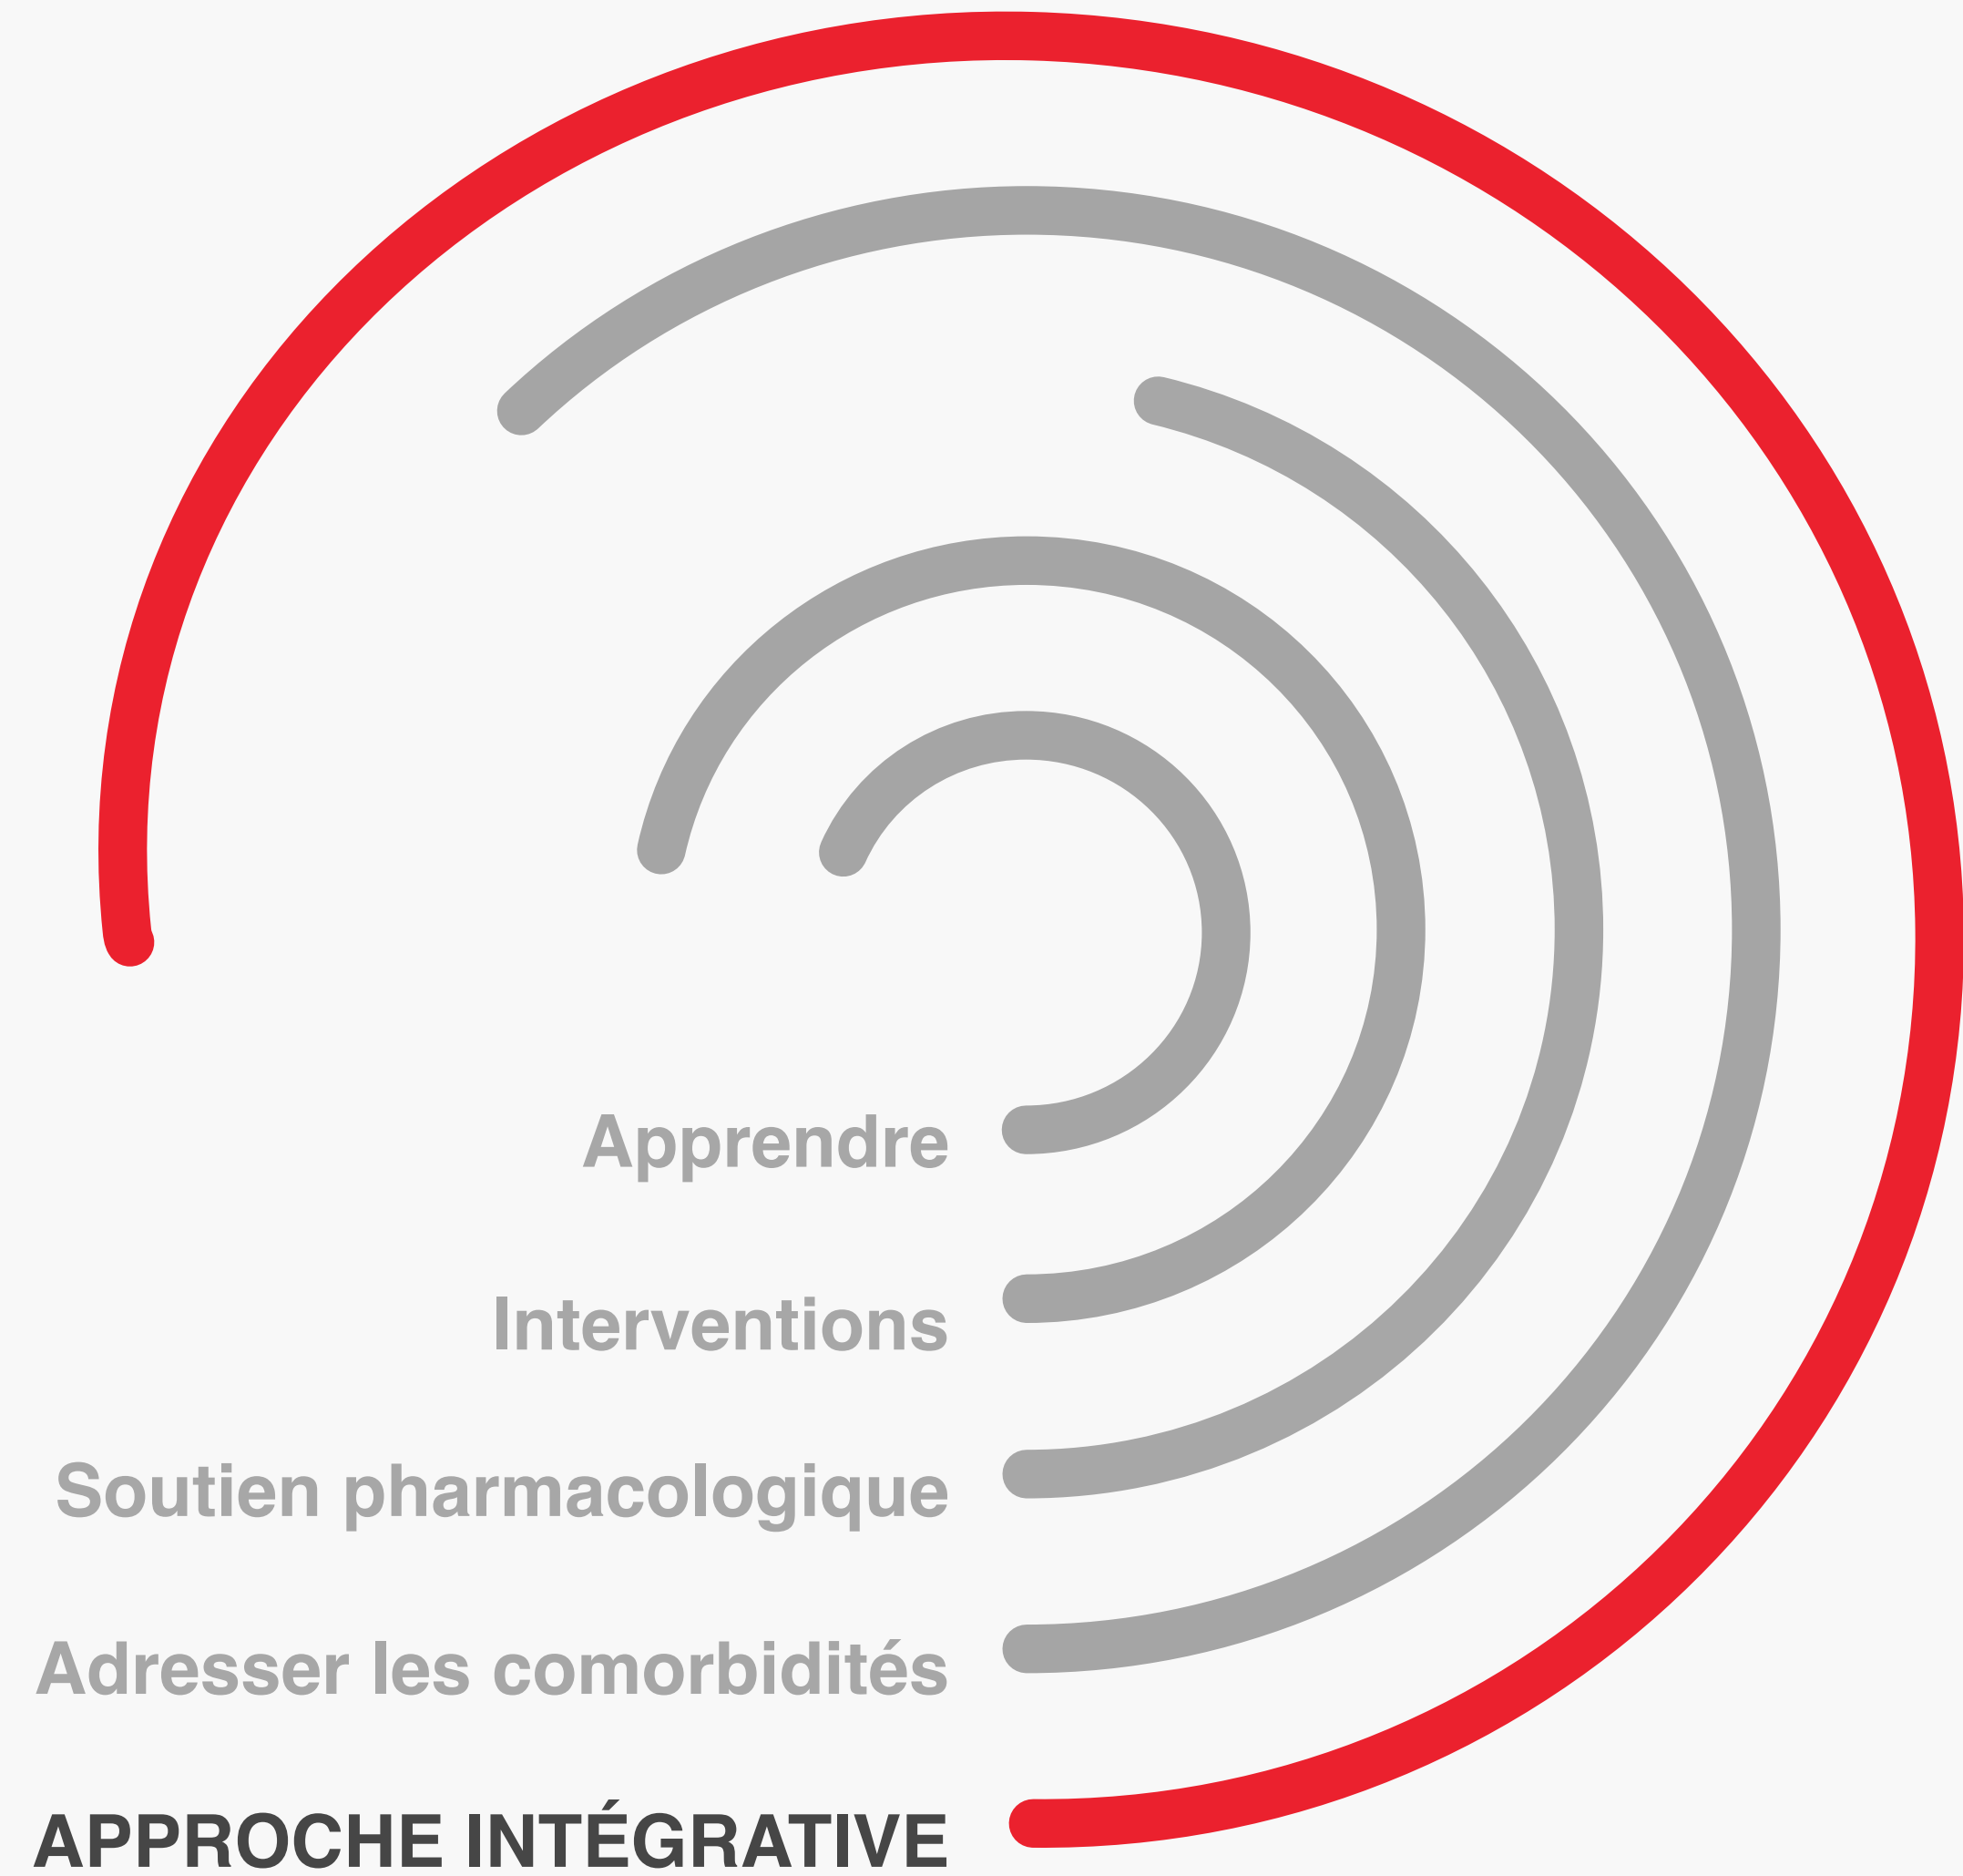 Apprendre
Interventions
Soutien pharmacologique
Adresser les comorbidités
APPROCHE INTÉGRATIVE